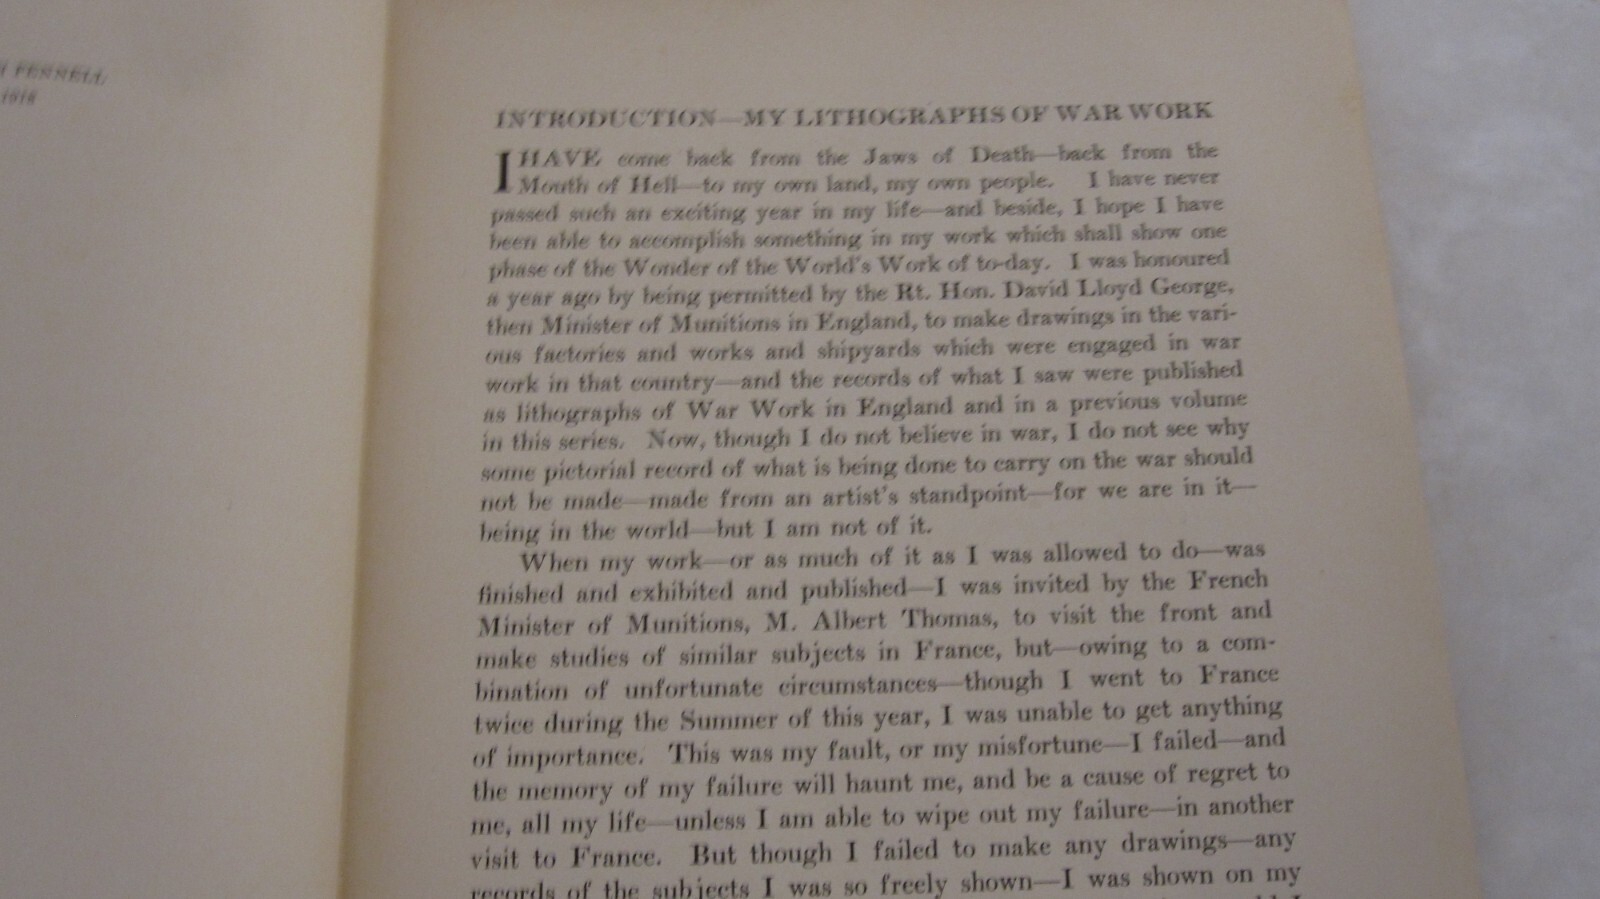 PENNELL
1918
INTRODUCTION—MY LITHOGRAPHS OF WAR WORK
I HAVE come back from the Jaws of Death—back from the
Mouth of Hell—to my own land, my own people. I have never
passed such an exciting year in my life—and beside, I hope I have
been able to accomplish something in my work which shall show one
phase of the Wonder of the World's Work of to-day. I was honoured
a year ago by being permitted by the Rt. Hon. David Lloyd George,
then Minister of Munitions in England, to make drawings in the vari-
ous factories and works and shipyards which were engaged in war
work in that country—and the records of what I saw were published
as lithographs of War Work in England and in a previous volume
in this series. Now, though I do not believe in war, I do not see why
some pictorial record of what is being done to carry on the war should
not be made—made from an artist's standpoint—for we are in it—
being in the world—but I am not of it.
When my work—or as much of it as I was allowed to do—was
finished and exhibited and published—I was invited by the French
Minister of Munitions, M. Albert Thomas, to visit the front and
make studies of similar subjects in France, but—owing to a com-
bination of unfortunate circumstances—though I went to France
twice during the Summer of this year, I was unable to get anything
of importance. This was my fault, or my misfortune—I failed—and
the memory of my failure will haunt me, and be a cause of regret to
me, all my life—unless I am able to wipe out my failure—in another
visit to France. But though I failed to make any drawings—any
records of the subjects I was so freely shown—I was shown on my